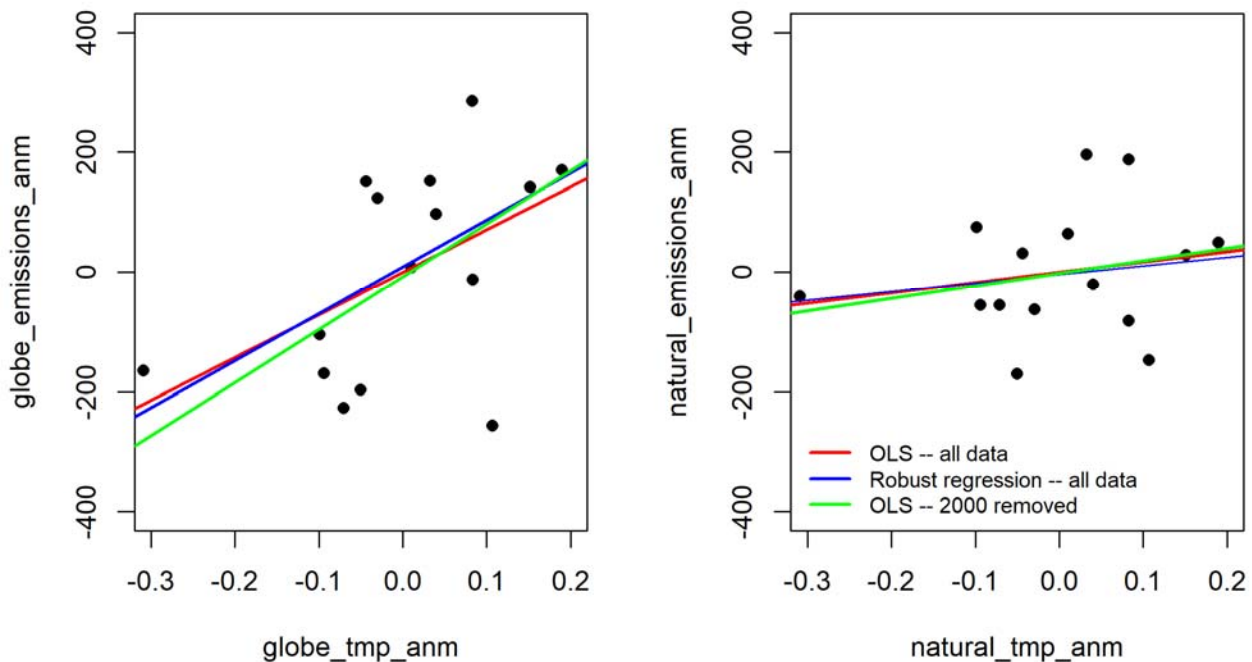 400
200
0
-200
-400
globe_emissions_anm
-0.3 -0.2 -0.1 0.0 0.1 0.2
globe_tmp_anm
400
200
0
-200
-400
natural_emissions_anm
OLS -- all data
Robust regression -- all data
OLS -- 2000 removed
-0.3 -0.2 -0.1 0.0 0.1 0.2
natural_tmp_anm